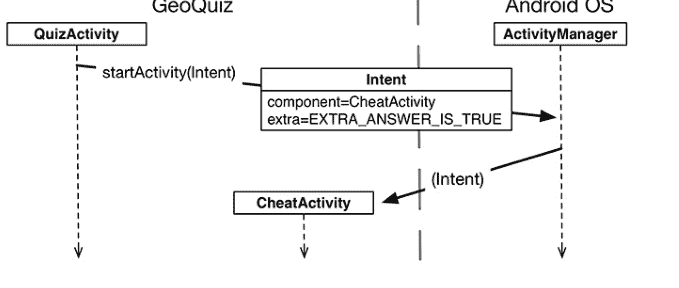 GeoQuiz
Android OS
QuizActivity
ActivityManager
startActivity(Intent)
Intent
component=CheatActivity
extra=EXTRA_ANSWER_IS_TRUE
(Intent)
CheatActivity